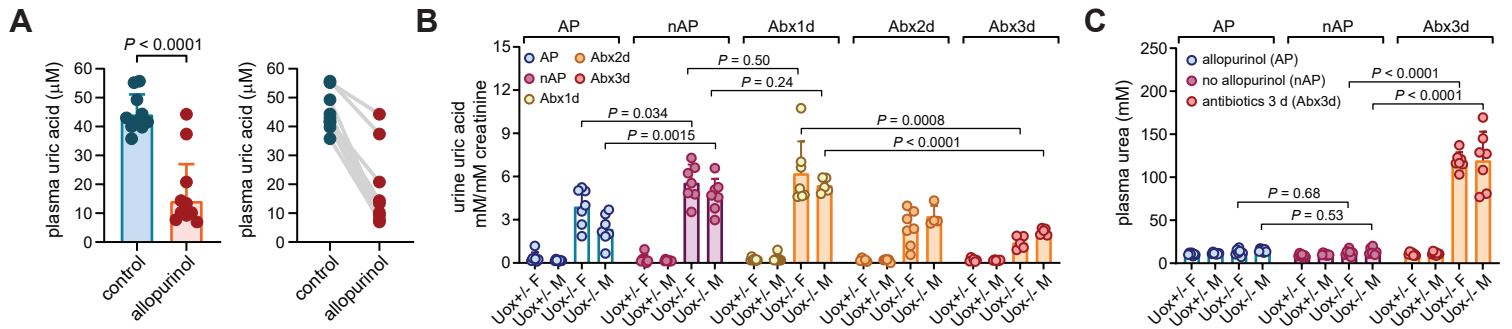 A
P < 0.0001
plasma uric acid (µM)
60
50
40
30
20
10
0
control
allopurinol
plasma uric acid (µM)
60
50
40
30
20
10
0
control
allopurinol
B
AP
nAP
Abx1d
Abx2d
Abx3d
urine uric acid
mM/mM creatinine
15
12
9
6
3
0
AP
nAP
Abx1d
Abx2d
Abx3d
P = 0.50
P = 0.24
P = 0.034
P = 0.0015
P = 0.0008
P < 0.0001
Uox+/- F
Uox+/- M
Uox-/- F
Uox-/- M
Uox+/- F
Uox+/- M
Uox-/- F
Uox-/- M
Uox+/- F
Uox+/- M
Uox-/- F
Uox-/- M
Uox+/- F
Uox+/- M
Uox-/- F
Uox-/- M
Uox+/- F
Uox+/- M
Uox-/- F
Uox-/- M
C
AP
nAP
Abx3d
plasma urea (mM)
250
200
150
100
50
0
allopurinol (AP)
no allopurinol (nAP)
antibiotics 3 d (Abx3d)
P < 0.0001
P < 0.0001
P = 0.68
P = 0.53
Uox+/- F
Uox+/- M
Uox-/- F
Uox-/- M
Uox+/- F
Uox+/- M
Uox-/- F
Uox-/- M
Uox+/- F
Uox+/- M
Uox-/- F
Uox-/- M